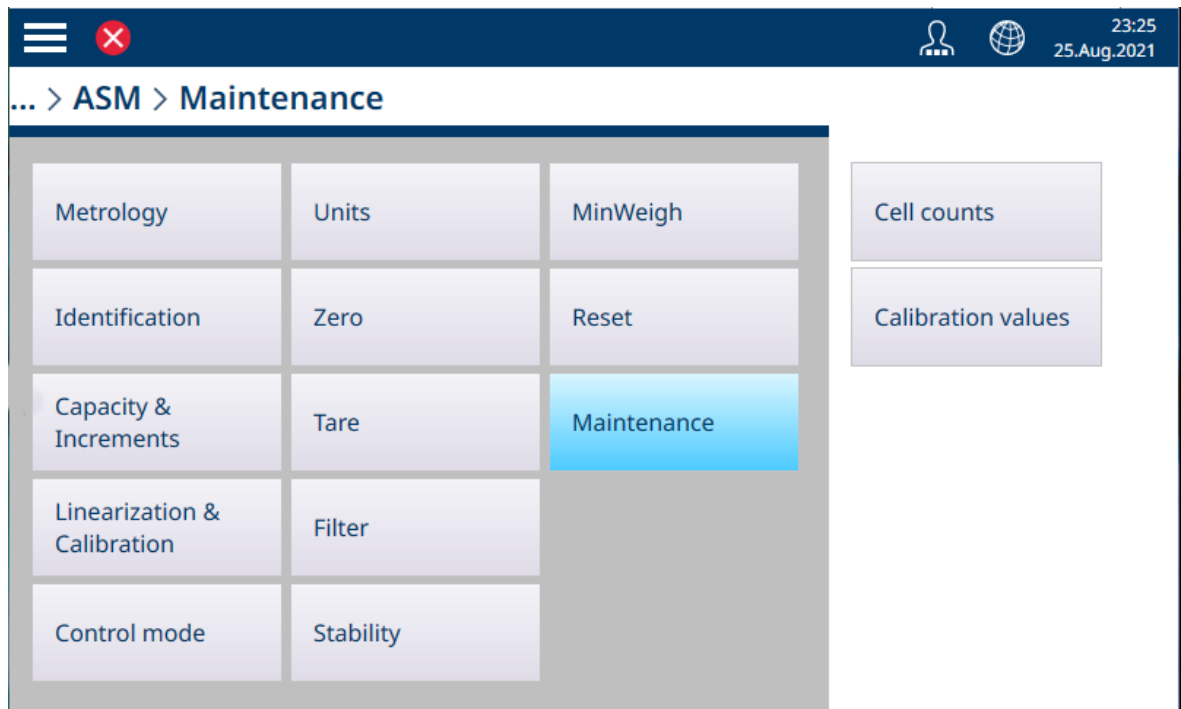 23:25
25.Aug.2021
... > ASM > Maintenance
Metrology
Units
MinWeigh
Cell counts
Identification
Zero
Reset
Calibration values
Capacity &
Increments
Tare
Maintenance
Linearization &
Calibration
Filter
Control mode
Stability